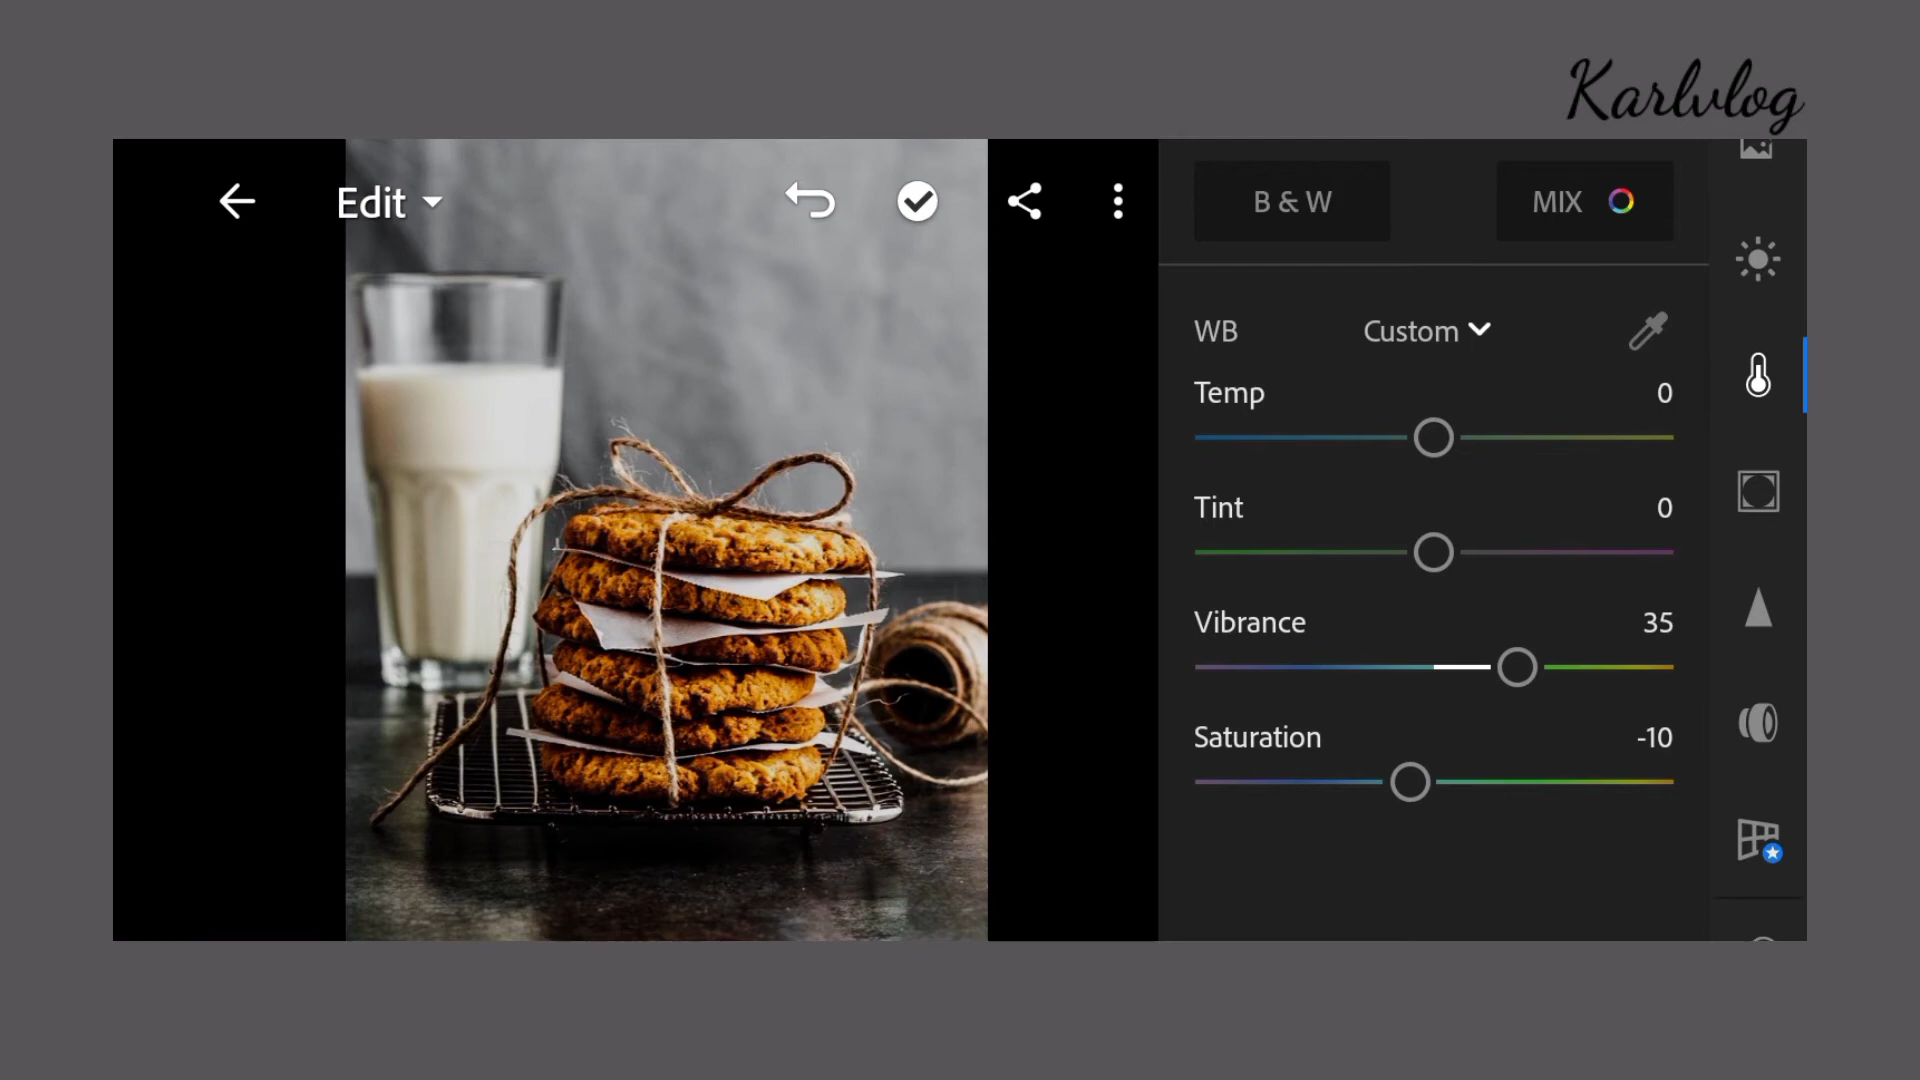 Karlvlog
Edit
B & W
MIX
WB
Custom
Temp
0
Tint
0
Vibrance
35
Saturation
-10